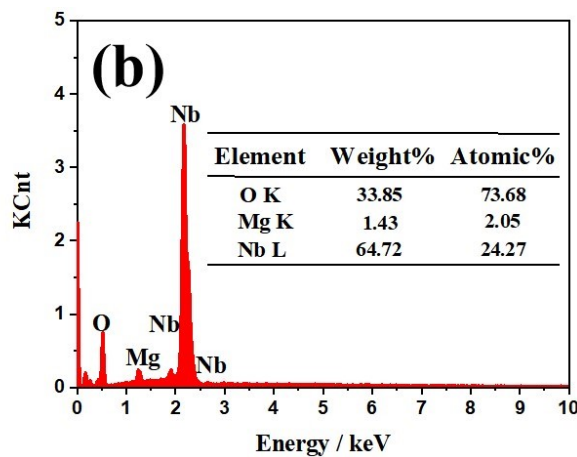 (b)
5
4
3
2
1
0
KCnt
Nb
O
Mg
Nb
Nb
Element Weight% Atomic%
O K 33.85 73.68
Mg K 1.43 2.05
Nb L 64.72 24.27
0 1 2 3 4 5 6 7 8 9 10
Energy / keV